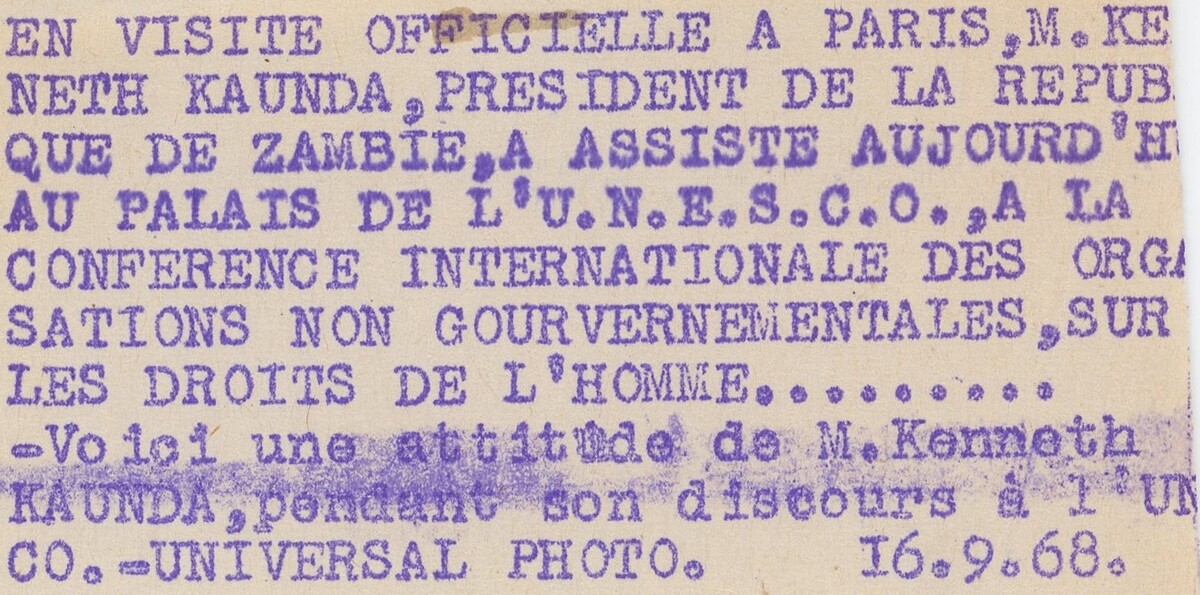 EN VISITE OFFICIELLE A PARIS,M.KE
NETH KAUNDA,PRESIDENT DE LA REPUB
QUE DE ZAMBIE,A ASSISTE AUJOURD'HU
AU PALAIS DE L'U.N.E.S.C.O.,A LA
CONFERENCE INTERNATIONALE DES ORGA
SATIONS NON GOURVERNEMENTALES,SUR
LES DROITS DE L'HOMME.........
-Voici une attitude de M.Kenneth
KAUNDA,pendant son discours à l'UN
CO.-UNIVERSAL PHOTO. 16.9.68.